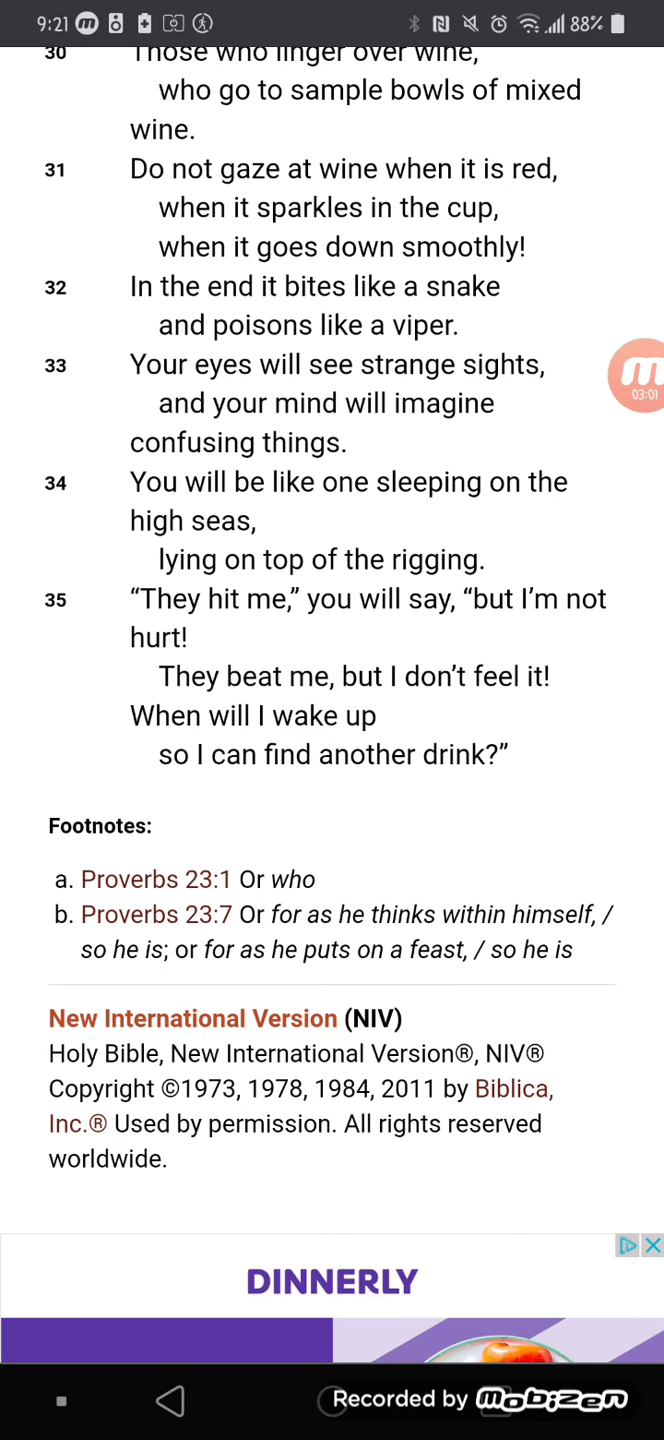 9:21 88%
30 Those who linger over wine,
who go to sample bowls of mixed
wine.
31 Do not gaze at wine when it is red,
when it sparkles in the cup,
when it goes down smoothly!
32 In the end it bites like a snake
and poisons like a viper.
33 Your eyes will see strange sights,
03:01
and your mind will imagine
confusing things.
34 You will be like one sleeping on the
high seas,
lying on top of the rigging.
35 “They hit me,” you will say, “but I’m not
hurt!
They beat me, but I don’t feel it!
When will I wake up
so I can find another drink?”
Footnotes:
a. Proverbs 23:1 Or who
b. Proverbs 23:7 Or for as he thinks within himself, /
so he is; or for as he puts on a feast, / so he is
New International Version (NIV)
Holy Bible, New International Version®, NIV®
Copyright ©1973, 1978, 1984, 2011 by Biblica,
Inc.® Used by permission. All rights reserved
worldwide.
DINNERLY
Recorded by mobizen